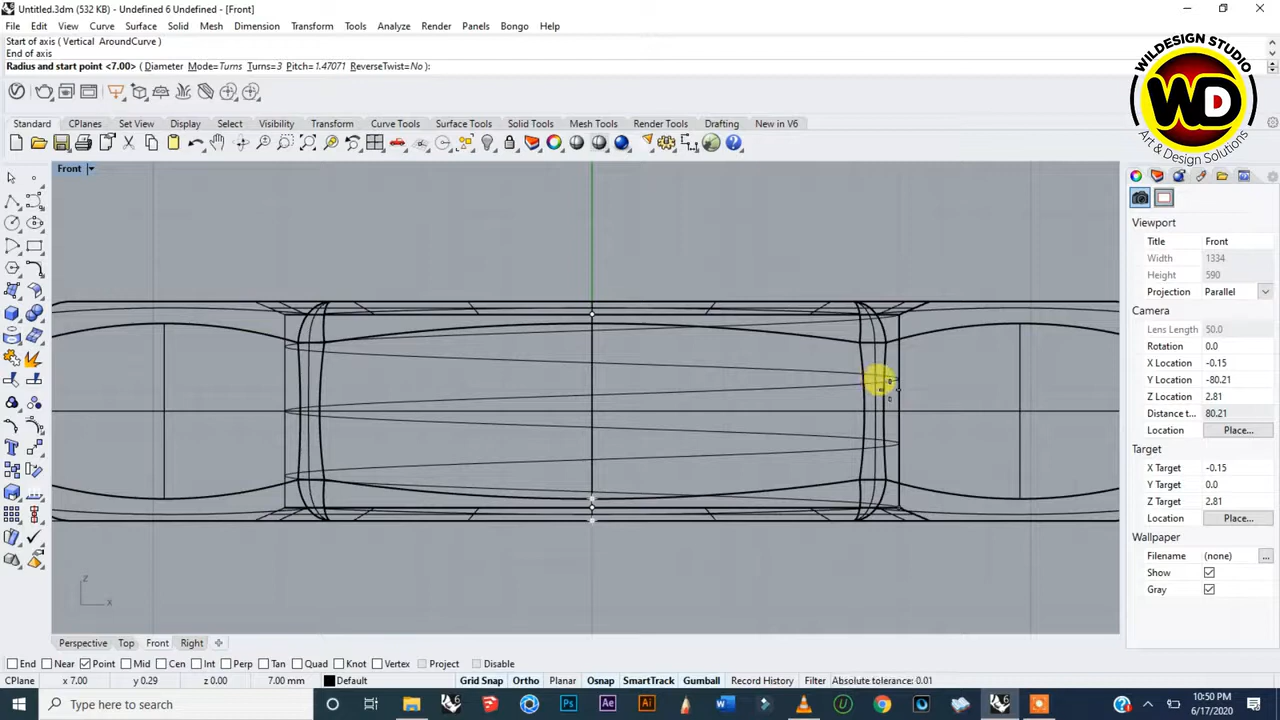 Untitled.3dm (532 KB) - Undefined 6 Undefined - [Front]
File Edit View Curve Surface Solid Mesh Dimension Transform Tools Analyze Render Panels Bongo Help
Start of axis ( Vertical AroundCurve )
End of axis
Radius and start point <7.00> ( Diameter Mode=Turns Turns=3 Pitch=1.47071 ReverseTwist=No ):
WILDESIGN STUDIO
WD
Art & Design Solutions
Standard CPlanes Set View Display Select Visibility Transform Curve Tools Surface Tools Solid Tools Mesh Tools Render Tools Drafting New in V6
Front
Viewport
Title Front
Width 1334
Height 590
Projection Parallel
Camera
Lens Length 50.0
Rotation 0.0
X Location -0.15
Y Location -80.21
Z Location 2.81
Distance t... 80.21
Location Place...
Target
X Target -0.15
Y Target 0.0
Z Target 2.81
Location Place...
Wallpaper
Filename (none) ...
Show
Gray
z
x
Perspective Top Front Right
End Near Point Mid Cen Int Perp Tan Quad Knot Vertex Project Disable
CPlane x 7.00 y 0.29 z 0.00 7.00 mm Default Grid Snap Ortho Planar Osnap SmartTrack Gumball Record History Filter Absolute tolerance: 0.01
Type here to search
Ps Ae Ai
10:50 PM
6/17/2020